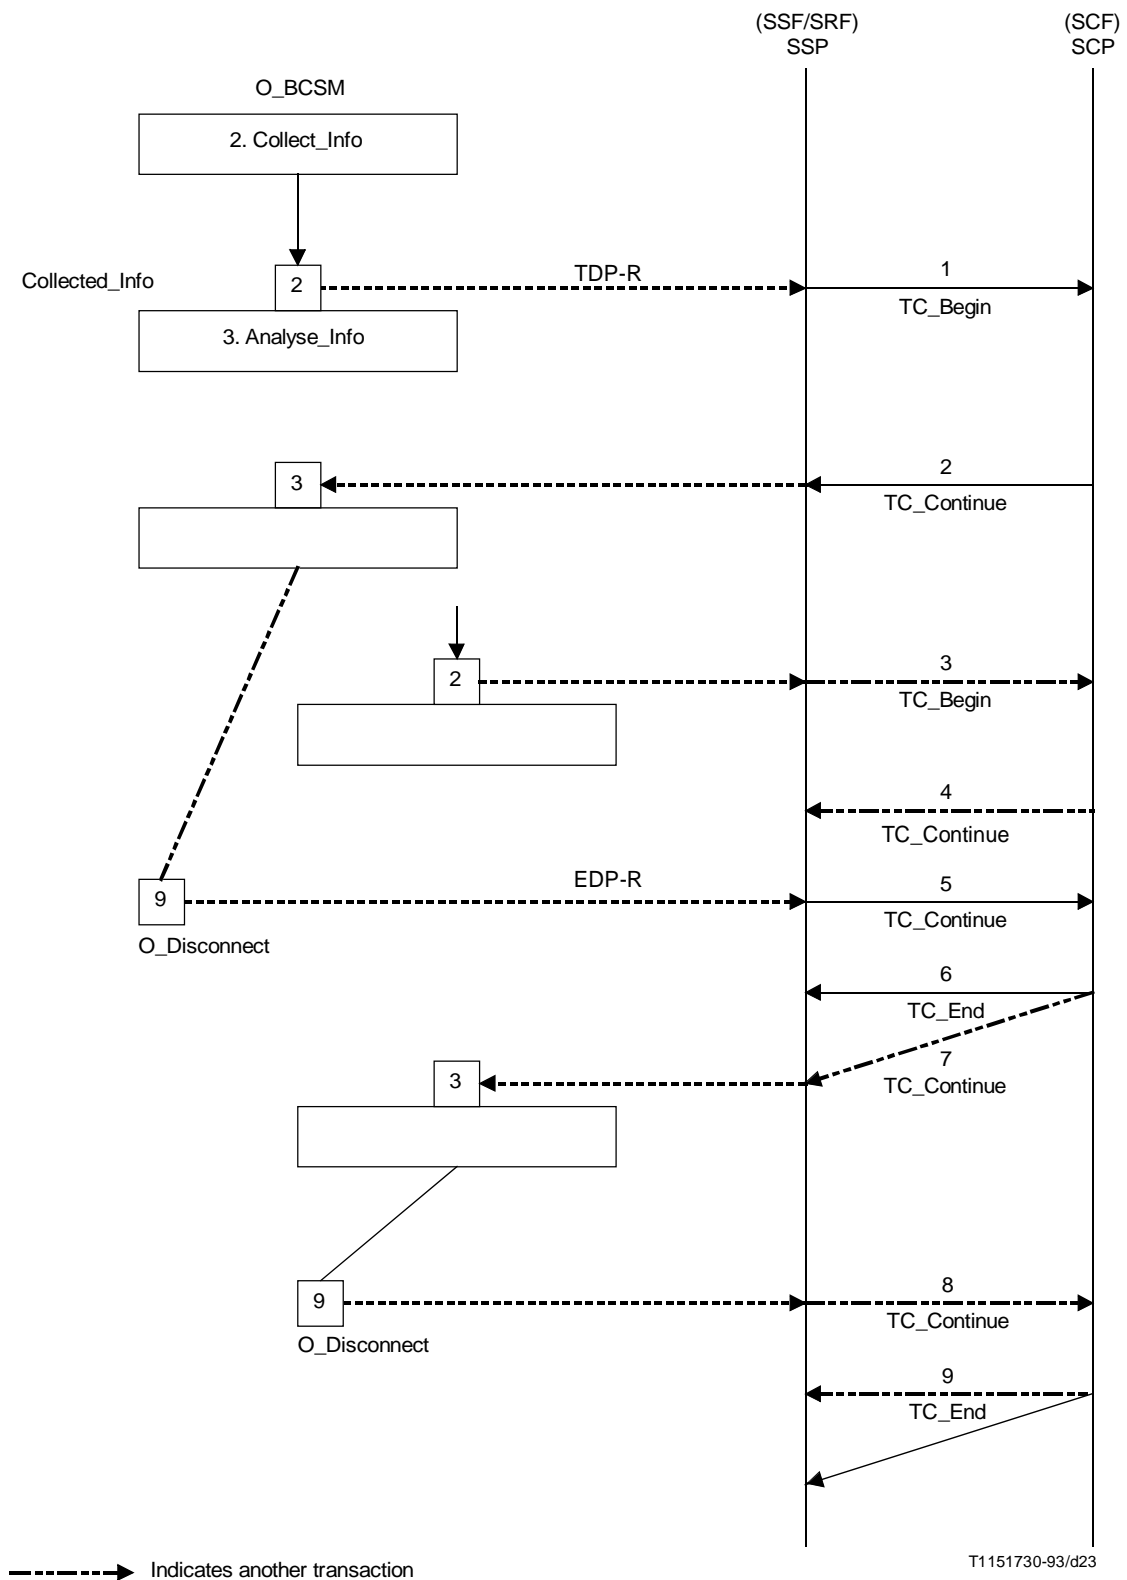 (SSF/SRF)
SSP
(SCF)
SCP
O_BCSM
2. Collect_Info
Collected_Info
2
TDP-R
1
TC_Begin
3. Analyse_Info
3
2
TC_Continue
2
3
TC_Begin
4
TC_Continue
9
EDP-R
5
TC_Continue
O_Disconnect
6
TC_End
3
7
TC_Continue
9
8
TC_Continue
O_Disconnect
9
TC_End
Indicates another transaction
T1151730-93/d23